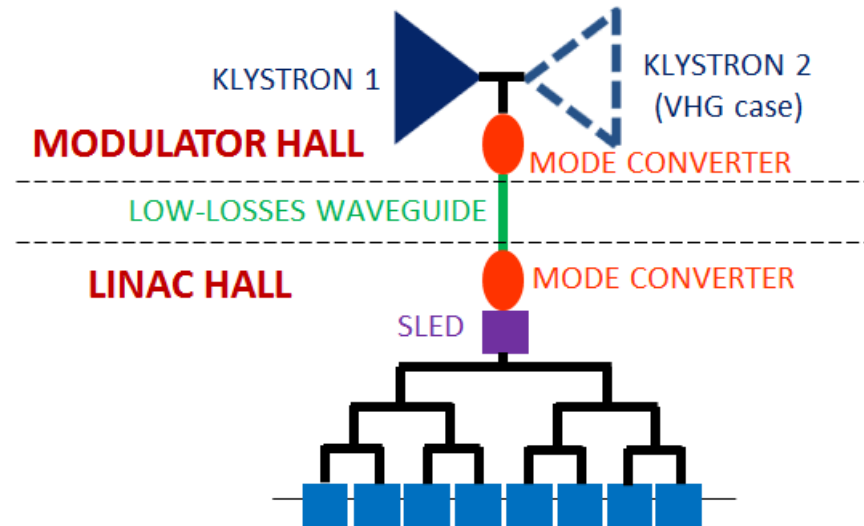 KLYSTRON 1
KLYSTRON 2
(VHG case)
MODULATOR HALL
MODE CONVERTER
LOW-LOSSES WAVEGUIDE
LINAC HALL
MODE CONVERTER
SLED